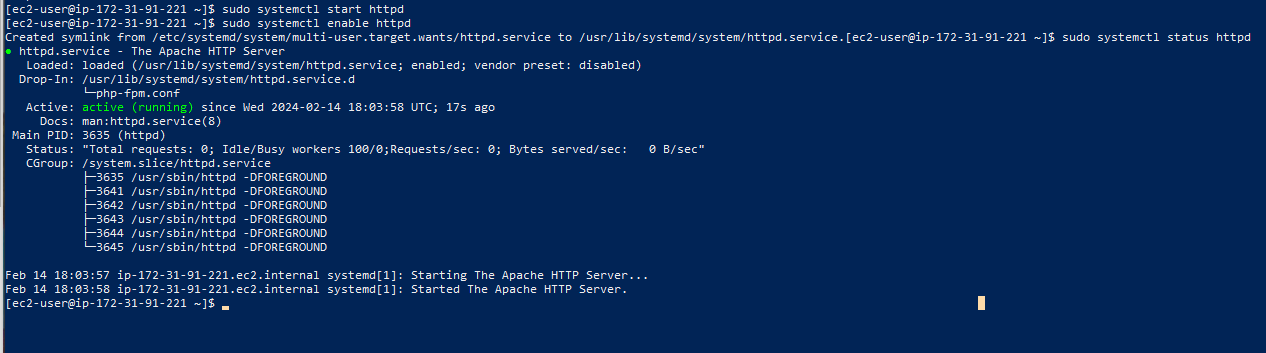 [ec2-user@ip-172-31-91-221 ~]$ sudo systemctl start httpd
[ec2-user@ip-172-31-91-221 ~]$ sudo systemctl enable httpd
Created symlink from /etc/systemd/system/multi-user.target.wants/httpd.service to /usr/lib/systemd/system/httpd.service.[ec2-user@ip-172-31-91-221 ~]$ sudo systemctl status httpd
● httpd.service - The Apache HTTP Server
   Loaded: loaded (/usr/lib/systemd/system/httpd.service; enabled; vendor preset: disabled)
  Drop-In: /usr/lib/systemd/system/httpd.service.d
           └─php-fpm.conf
   Active: active (running) since Wed 2024-02-14 18:03:58 UTC; 17s ago
     Docs: man:httpd.service(8)
 Main PID: 3635 (httpd)
   Status: "Total requests: 0; Idle/Busy workers 100/0;Requests/sec: 0; Bytes served/sec:   0 B/sec"
   CGroup: /system.slice/httpd.service
           ├─3635 /usr/sbin/httpd -DFOREGROUND
           ├─3641 /usr/sbin/httpd -DFOREGROUND
           ├─3642 /usr/sbin/httpd -DFOREGROUND
           ├─3643 /usr/sbin/httpd -DFOREGROUND
           ├─3644 /usr/sbin/httpd -DFOREGROUND
           └─3645 /usr/sbin/httpd -DFOREGROUND
Feb 14 18:03:57 ip-172-31-91-221.ec2.internal systemd[1]: Starting The Apache HTTP Server...
Feb 14 18:03:58 ip-172-31-91-221.ec2.internal systemd[1]: Started The Apache HTTP Server.
[ec2-user@ip-172-31-91-221 ~]$